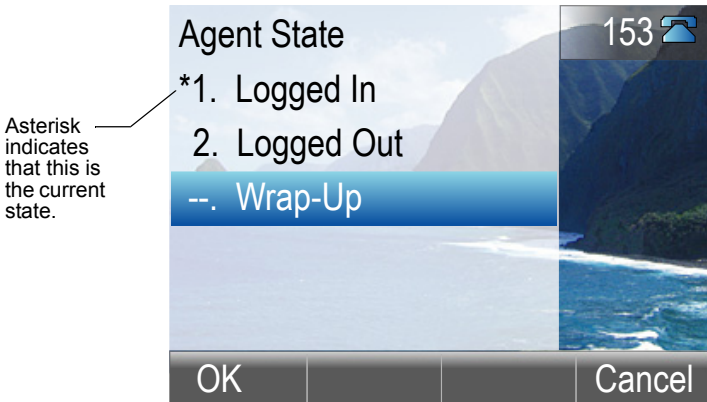 Agent State
153
*1. Logged In
2. Logged Out
--. Wrap-Up
OK
Cancel
Asterisk
indicates
that this is
the current
state.